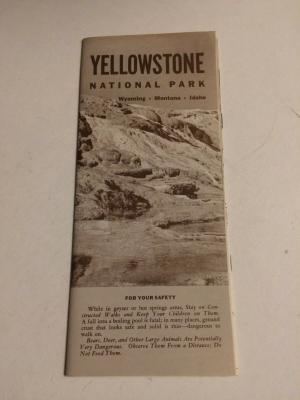 YELLOWSTONE
NATIONAL PARK
Wyoming • Montana • Idaho
FOR YOUR SAFETY
While in geyser or hot springs areas, Stay on Con-
structed Walks and Keep Your Children on Them.
A fall into a boiling pool is fatal; in many places, ground
crust that looks safe and solid is thin—dangerous to
walk on.
Bears, Deer, and Other Large Animals Are Potentially
Very Dangerous. Observe Them From a Distance; Do
Not Feed Them.